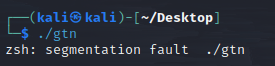 ┌──(kali㉿kali)-[~/Desktop]
└─$ ./gtn
zsh: segmentation fault  ./gtn